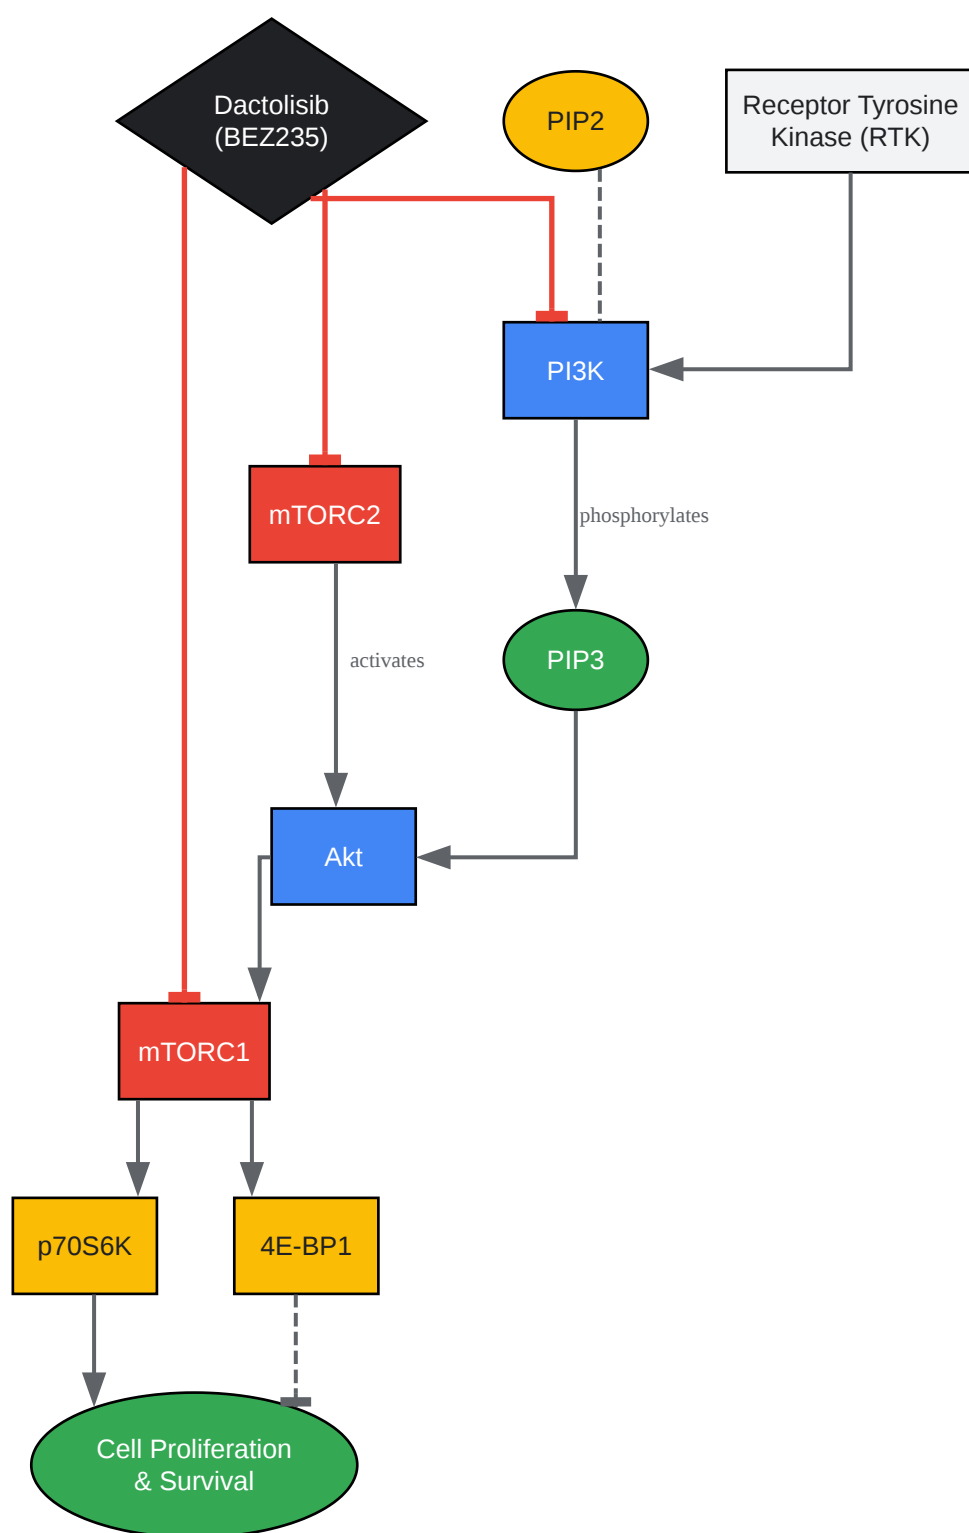 Dactolisib
(BEZ235)
PIP2
Receptor Tyrosine
Kinase (RTK)
PI3K
mTORC2
phosphorylates
activates
PIP3
Akt
mTORC1
p70S6K
4E-BP1
Cell Proliferation
& Survival